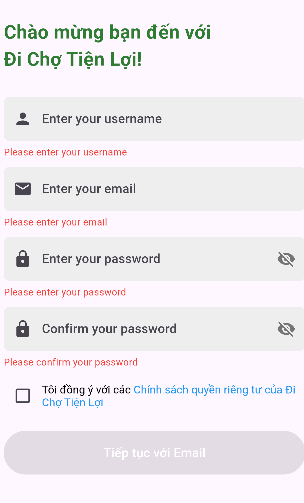 Chào mừng bạn đến với
Đi Chợ Tiện Lợi!
Enter your username
Please enter your username
Enter your email
Please enter your email
Enter your password
Please enter your password
Confirm your password
Please confirm your password
Tôi đồng ý với các Chính sách quyền riêng tư của Đi
Chợ Tiện Lợi
Tiếp tục với Email